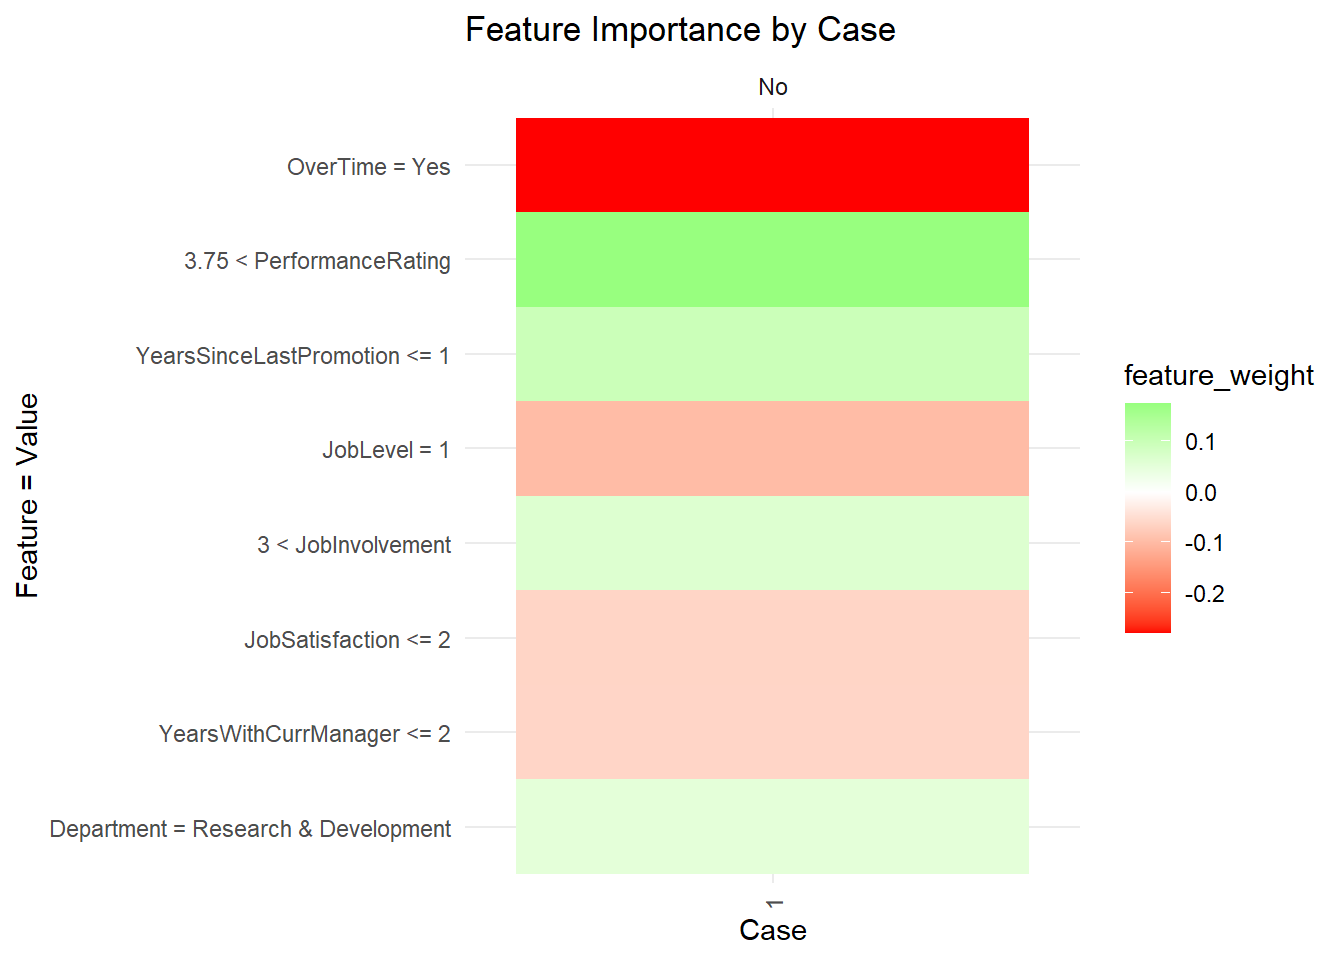 Feature Importance by Case
No
OverTime = Yes
3.75 < PerformanceRating
YearsSinceLastPromotion <= 1
JobLevel = 1
3 < JobInvolvement
JobSatisfaction <= 2
YearsWithCurrManager <= 2
Department = Research & Development
Feature = Value
1
Case
feature_weight
0.1
0.0
-0.1
-0.2